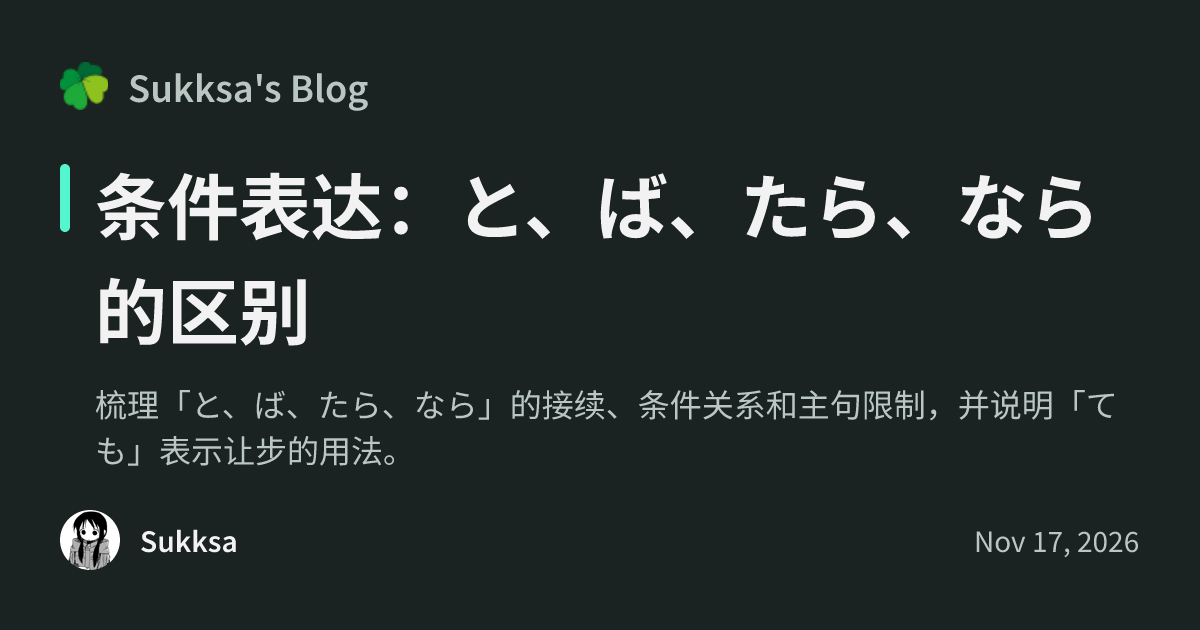 Sukksa's Blog
条件表达：と、ば、たら、なら
的区别
梳理「と、ば、たら、なら」的接续、条件关系和主句限制，并说明「て
も」表示让步的用法。
Sukksa
Nov 17, 2026